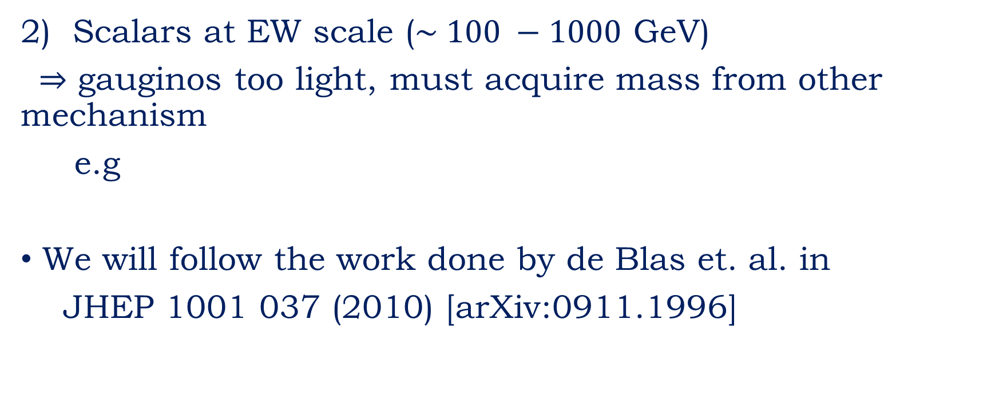 2) Scalars at EW scale (~ 100 − 1000 GeV)
⇒ gauginos too light, must acquire mass from other
mechanism
e.g
• We will follow the work done by de Blas et. al. in
JHEP 1001 037 (2010) [arXiv:0911.1996]